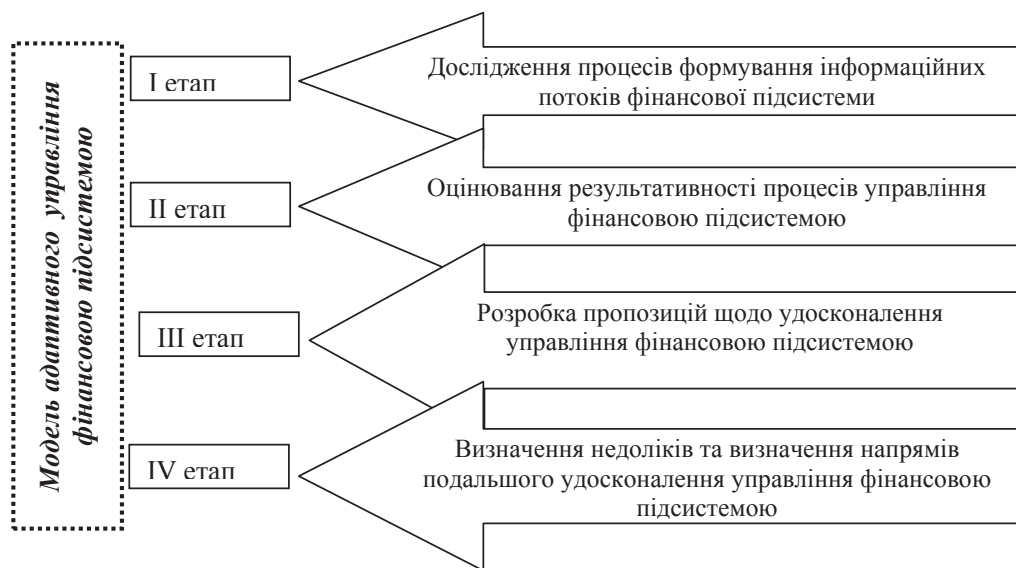 Модель адаптивного управління
фінансовою підсистемою
І етап
Дослідження процесів формування інформаційних
потоків фінансової підсистеми
ІІ етап
Оцінювання результативності процесів управління
фінансовою підсистемою
ІІІ етап
Розробка пропозицій щодо удосконалення
управління фінансовою підсистемою
IV етап
Визначення недоліків та визначення напрямів
подальшого удосконалення управління фінансовою
підсистемою